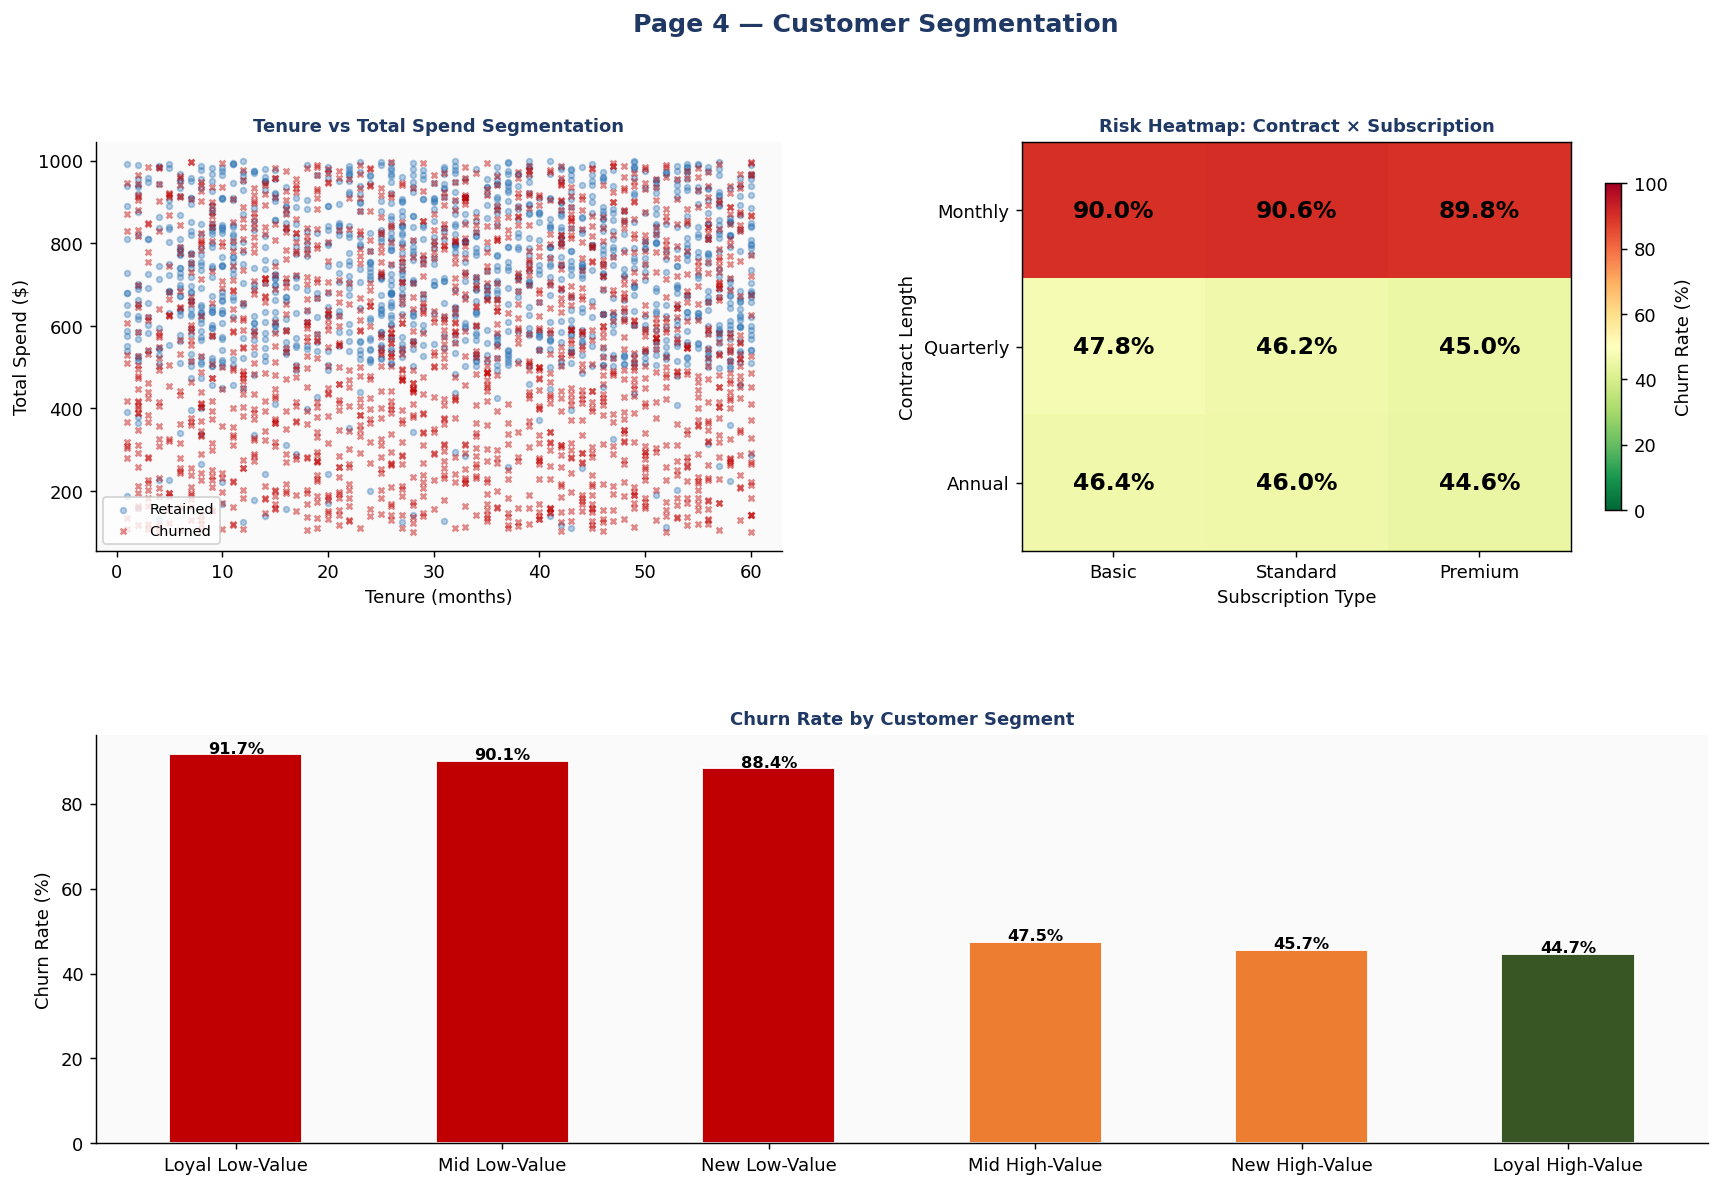 Page 4 — Customer Segmentation
Tenure vs Total Spend Segmentation
Total Spend ($)
1000
800
600
400
200
Retained
Churned
0 10 20 30 40 50 60
Tenure (months)
Risk Heatmap: Contract × Subscription
Contract Length
Monthly 90.0% 90.6% 89.8%
Quarterly 47.8% 46.2% 45.0%
Annual 46.4% 46.0% 44.6%
Basic Standard Premium
Subscription Type
100
80
60
40
20
0
Churn Rate (%)
Churn Rate by Customer Segment
Churn Rate (%)
80
60
40
20
0
91.7% 90.1% 88.4% 47.5% 45.7% 44.7%
Loyal Low-Value Mid Low-Value New Low-Value Mid High-Value New High-Value Loyal High-Value